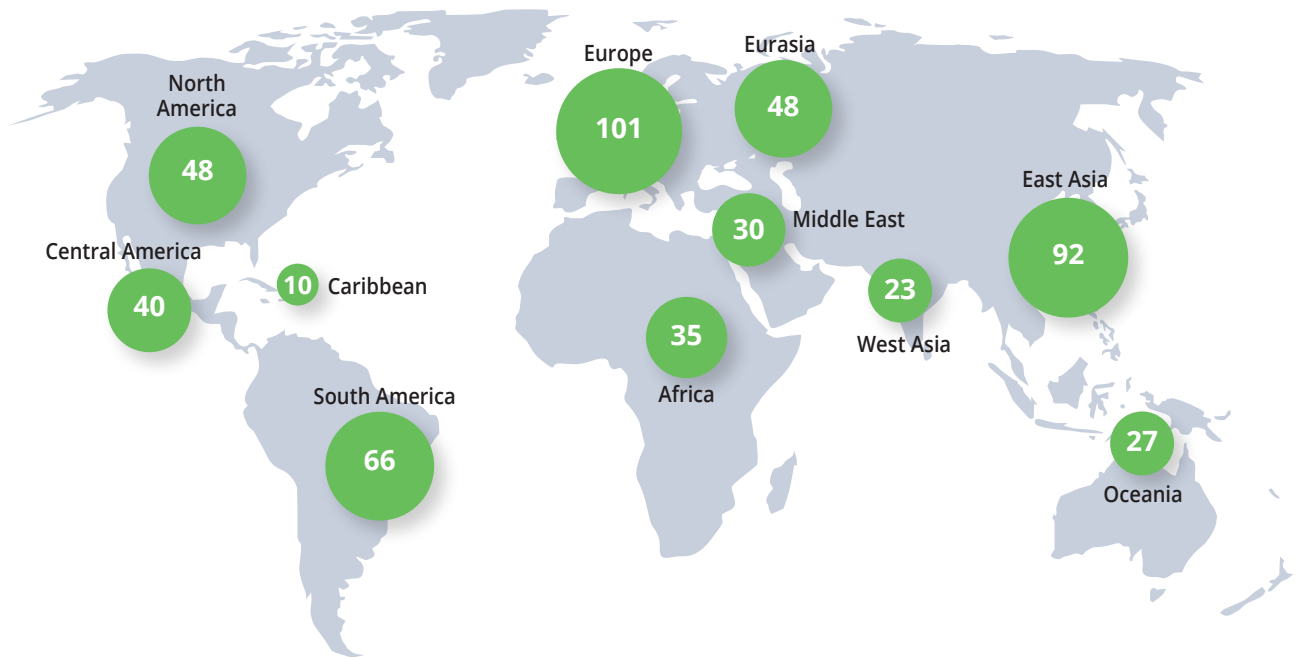 Europe
101
Eurasia
48
North
America
48
East Asia
92
Middle East
30
Central America
40
10
Caribbean
23
West Asia
35
Africa
South America
66
27
Oceania